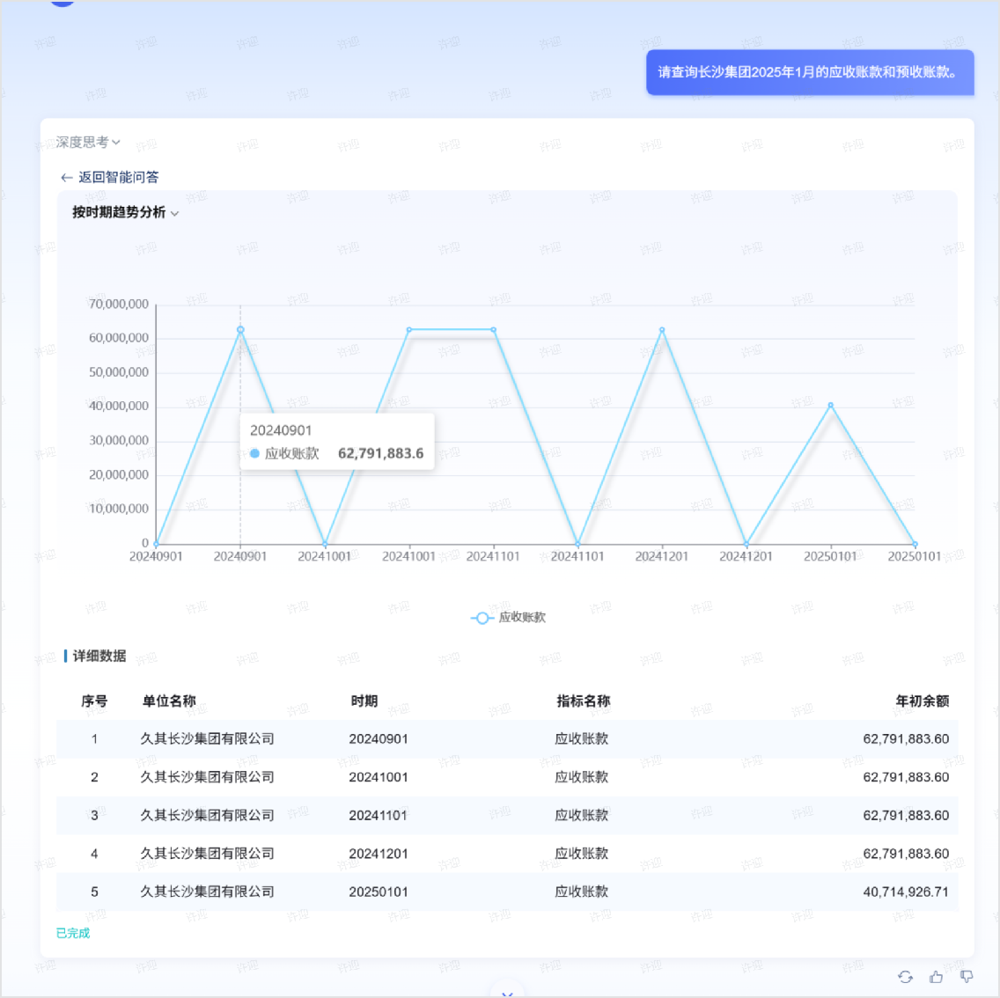 请查询长沙集团2025年1月的应收账款和预收账款。
深度思考
返回智能问答
按时期趋势分析
70,000,000
60,000,000
50,000,000
40,000,000
30,000,000
20,000,000
10,000,000
0
20240901
应收账款 62,791,883.6
20240901 20240901 20241001 20241001 20241101 20241101 20241201 20241201 20250101 20250101
应收账款
详细数据
序号 单位名称 时期 指标名称 年初余额
1 久其长沙集团有限公司 20240901 应收账款 62,791,883.60
2 久其长沙集团有限公司 20241001 应收账款 62,791,883.60
3 久其长沙集团有限公司 20241101 应收账款 62,791,883.60
4 久其长沙集团有限公司 20241201 应收账款 62,791,883.60
5 久其长沙集团有限公司 20250101 应收账款 40,714,926.71
已完成
许迎